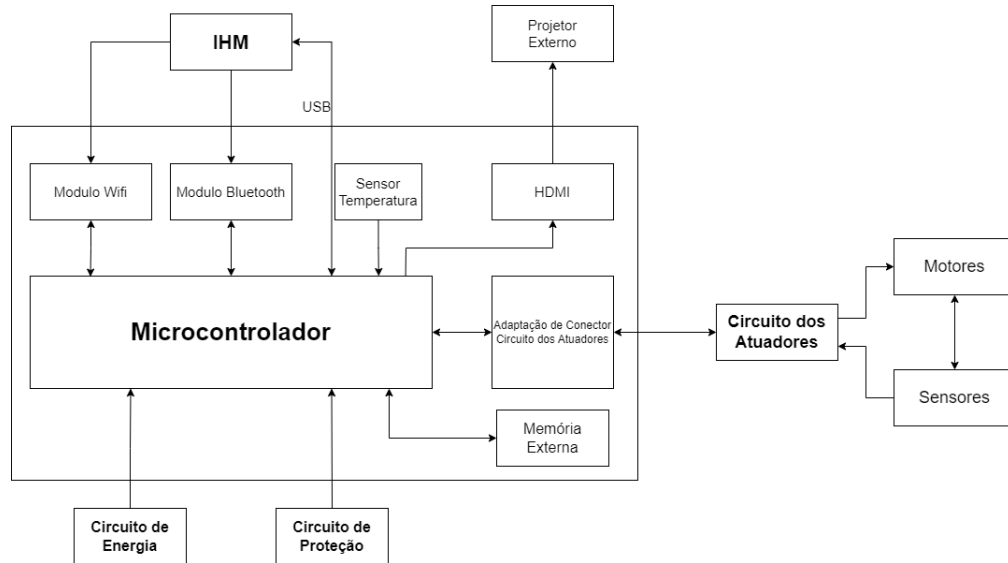 IHM
Projetor
Externo
USB
Modulo Wifi
Modulo Bluetooth
Sensor
Temperatura
HDMI
Microcontrolador
Adaptação de Conector
Circuito dos Atuadores
Circuito dos
Atuadores
Motores
Sensores
Memória
Externa
Circuito de
Energia
Circuito de
Proteção